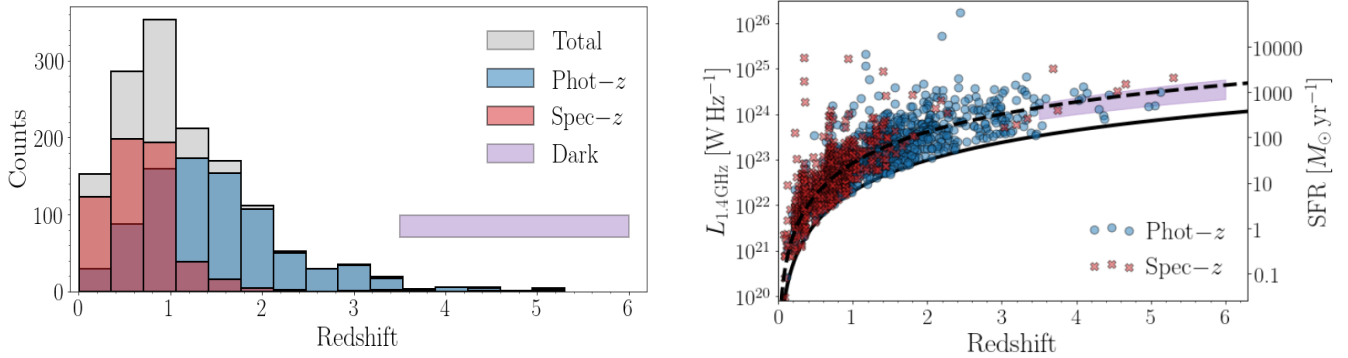 Counts
300
200
100
0
Total
Phot−z
Spec−z
Dark
0 1 2 3 4 5 6
Redshift
L1.4 GHz [W Hz−1]
10^26
10^25
10^24
10^23
10^22
10^21
10^20
Phot−z
Spec−z
0 1 2 3 4 5 6
Redshift
10000
1000
100
10
1
0.1
SFR [M⊙ yr−1]